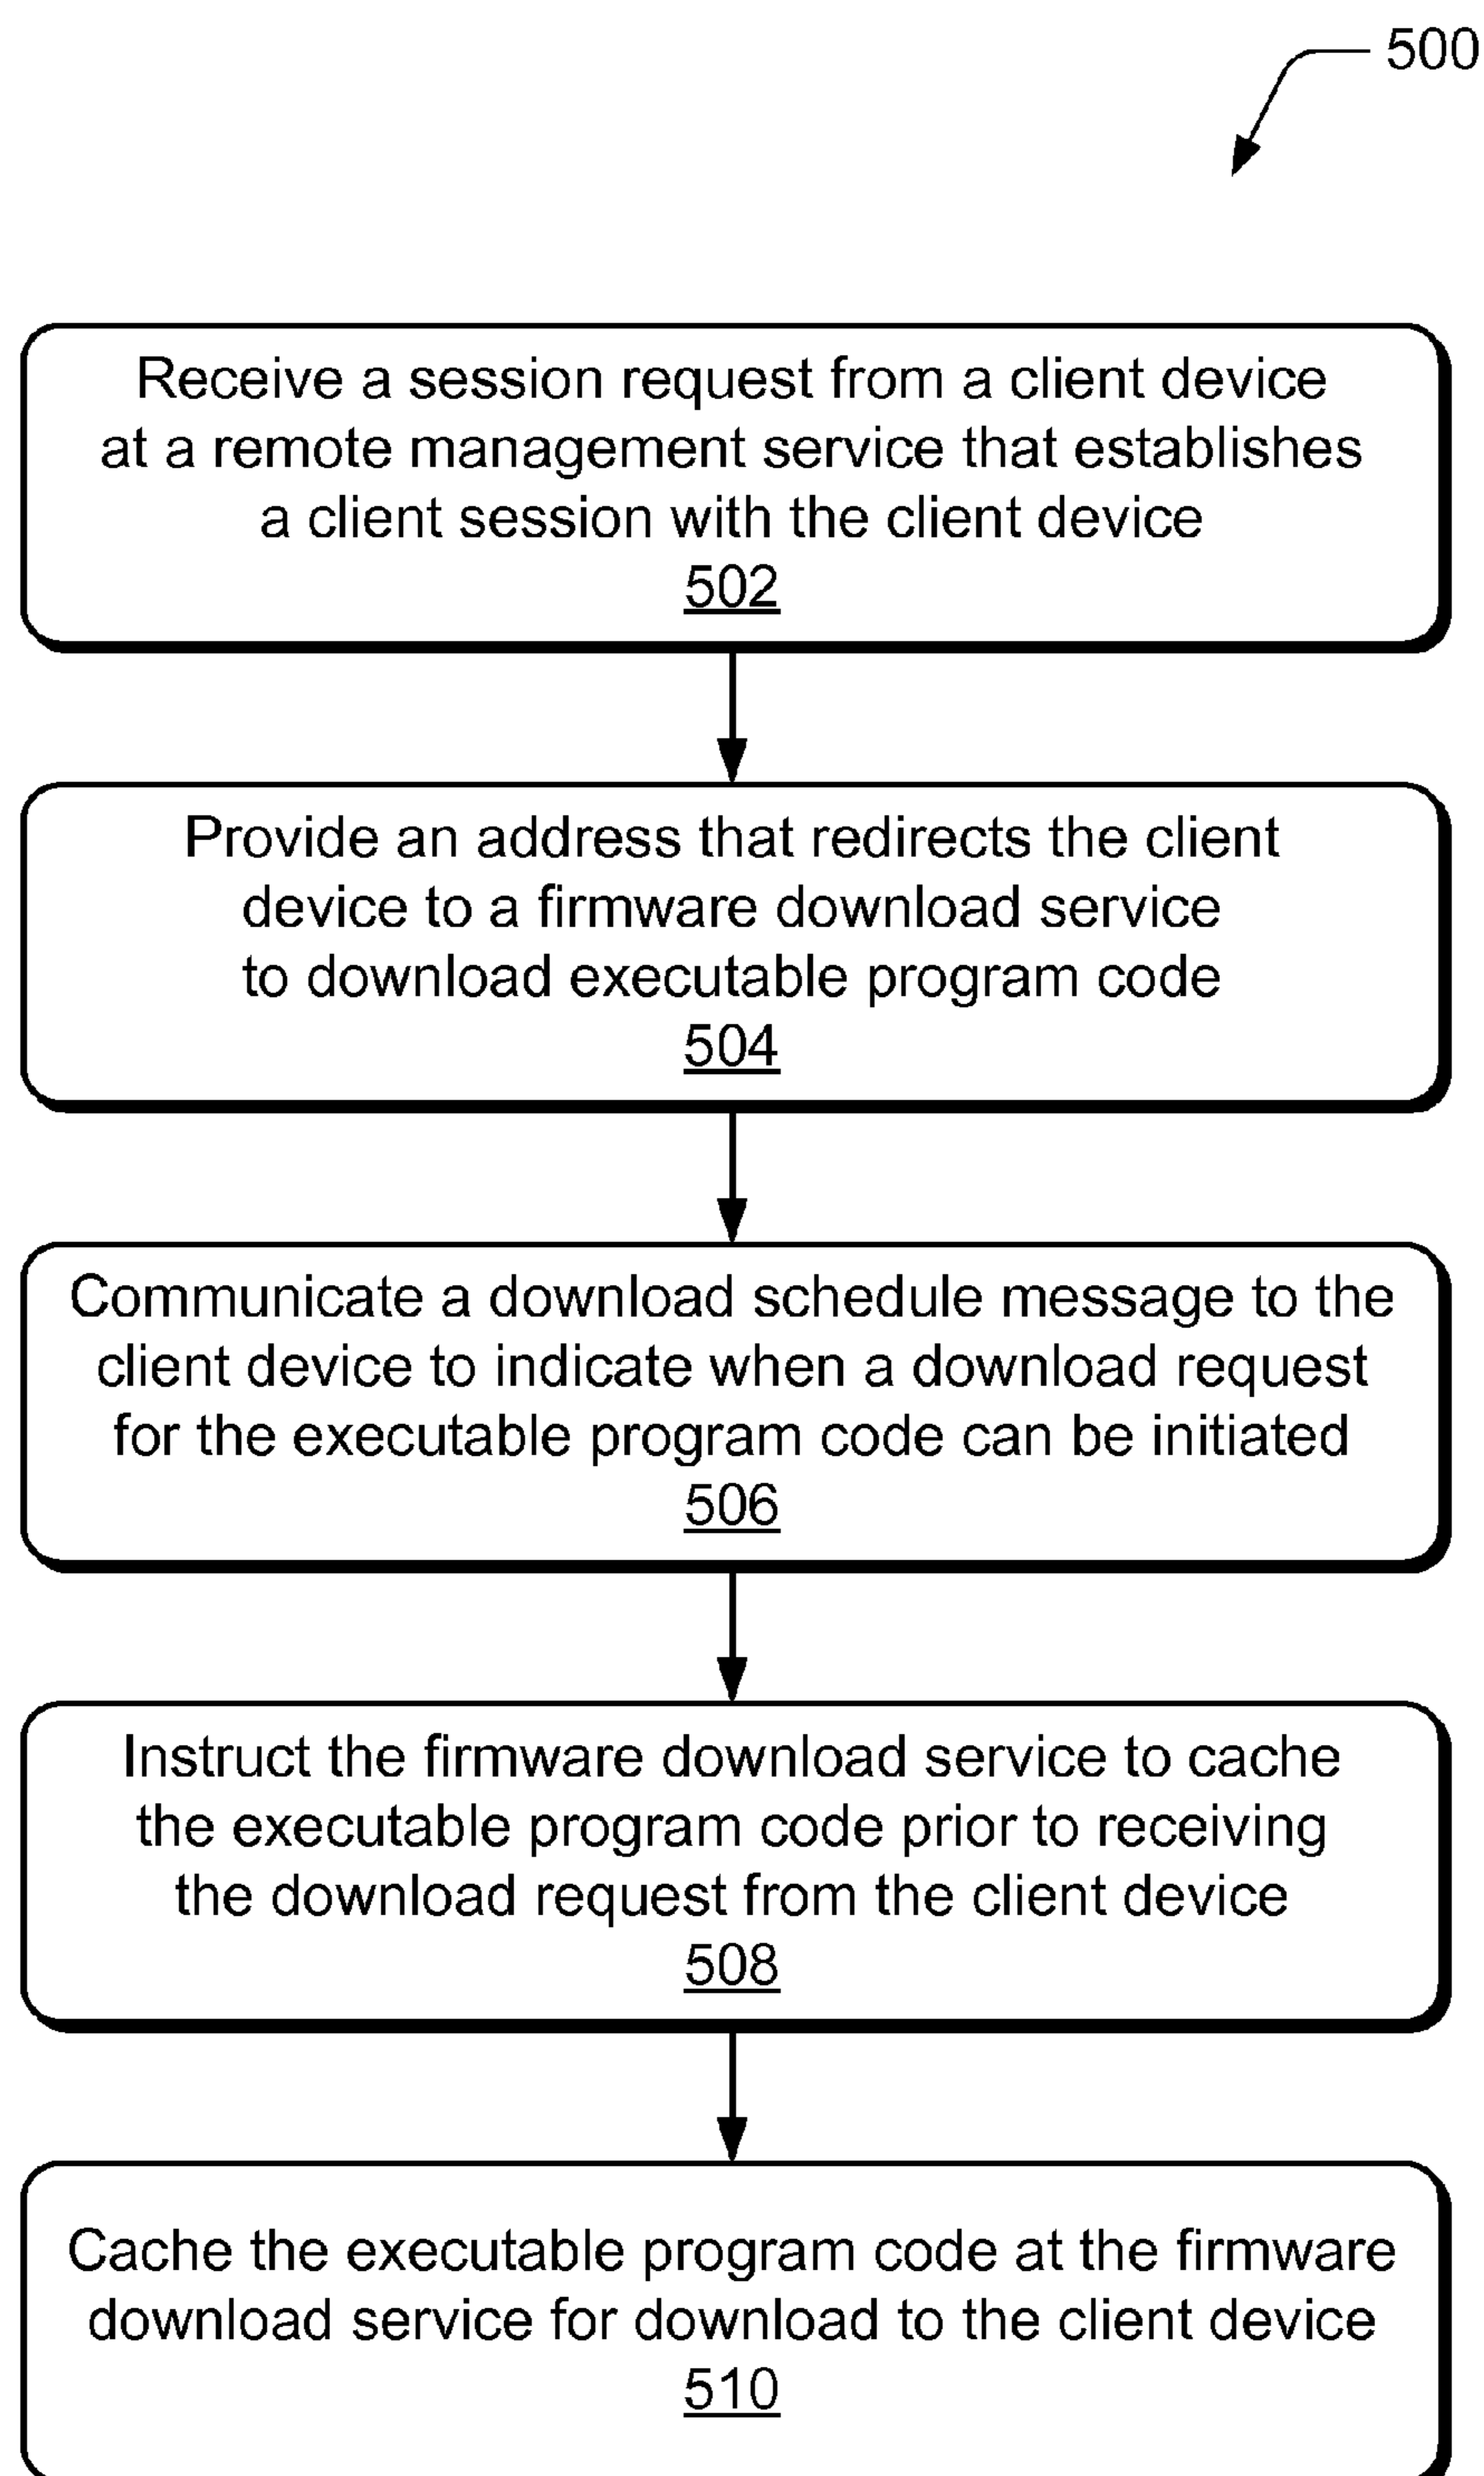 500
Receive a session request from a client device
at a remote management service that establishes
a client session with the client device
502
Provide an address that redirects the client
device to a firmware download service
to download executable program code
504
Communicate a download schedule message to the
client device to indicate when a download request
for the executable program code can be initiated
506
Instruct the firmware download service to cache
the executable program code prior to receiving
the download request from the client device
508
Cache the executable program code at the firmware
download service for download to the client device
510